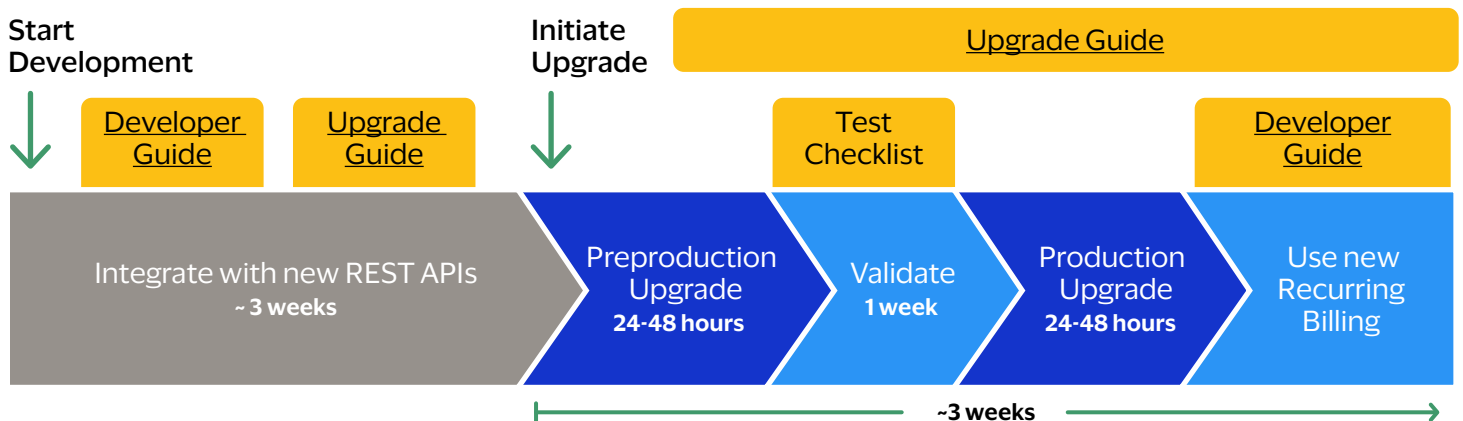 Start
Development
Initiate
Upgrade
Upgrade Guide
Developer
Guide
Upgrade
Guide
Test
Checklist
Developer
Guide
Integrate with new REST APIs
~ 3 weeks
Preproduction
Upgrade
24-48 hours
Validate
1 week
Production
Upgrade
24-48 hours
Use new
Recurring
Billing
~3 weeks